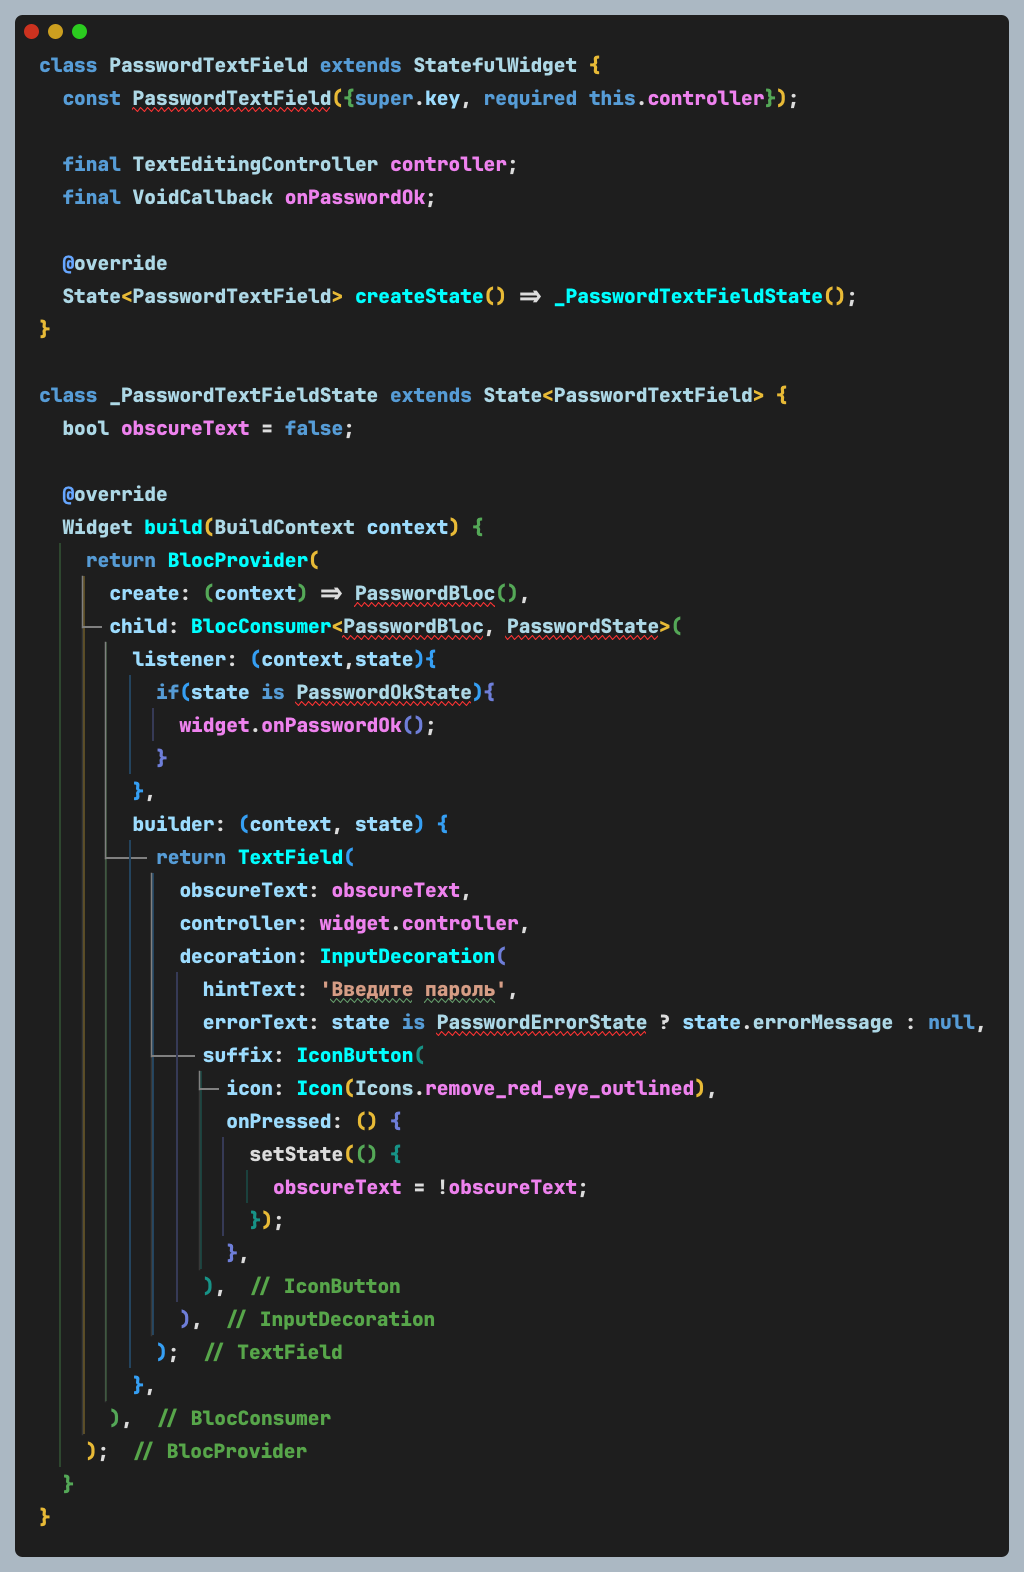 class PasswordTextField extends StatefulWidget {
  const PasswordTextField({super.key, required this.controller});

  final TextEditingController controller;
  final VoidCallback onPasswordOk;

  @override
  State<PasswordTextField> createState() => _PasswordTextFieldState();
}

class _PasswordTextFieldState extends State<PasswordTextField> {
  bool obscureText = false;

  @override
  Widget build(BuildContext context) {
    return BlocProvider(
      create: (context) => PasswordBloc(),
      child: BlocConsumer<PasswordBloc, PasswordState>(
        listener: (context,state){
          if(state is PasswordOkState){
            widget.onPasswordOk();
          }
        },
        builder: (context, state) {
          return TextField(
            obscureText: obscureText,
            controller: widget.controller,
            decoration: InputDecoration(
              hintText: 'Введите пароль',
              errorText: state is PasswordErrorState ? state.errorMessage : null,
              suffix: IconButton(
                icon: Icon(Icons.remove_red_eye_outlined),
                onPressed: () {
                  setState(() {
                    obscureText = !obscureText;
                  });
                },
              ),  // IconButton
            ),  // InputDecoration
          );  // TextField
        },
      ),  // BlocConsumer
    );  // BlocProvider
  }
}